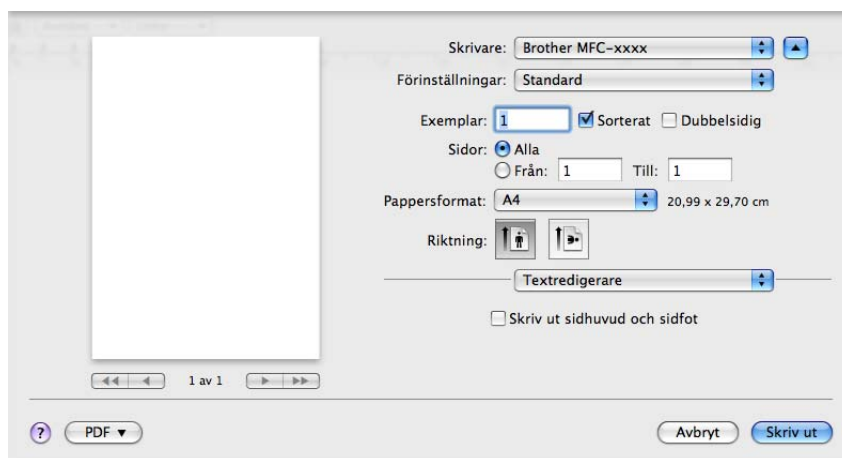 Skrivare: Brother MFC-xxxx
Förinställningar: Standard
Exemplar: 1 Sorterat Dubbelsidig
Sidor: Alla
Från: 1 Till: 1
Pappersformat: A4 20,99 x 29,70 cm
Riktning:
Textredigerare
Skriv ut sidhuvud och sidfot
1 av 1
? PDF Avbryt Skriv ut